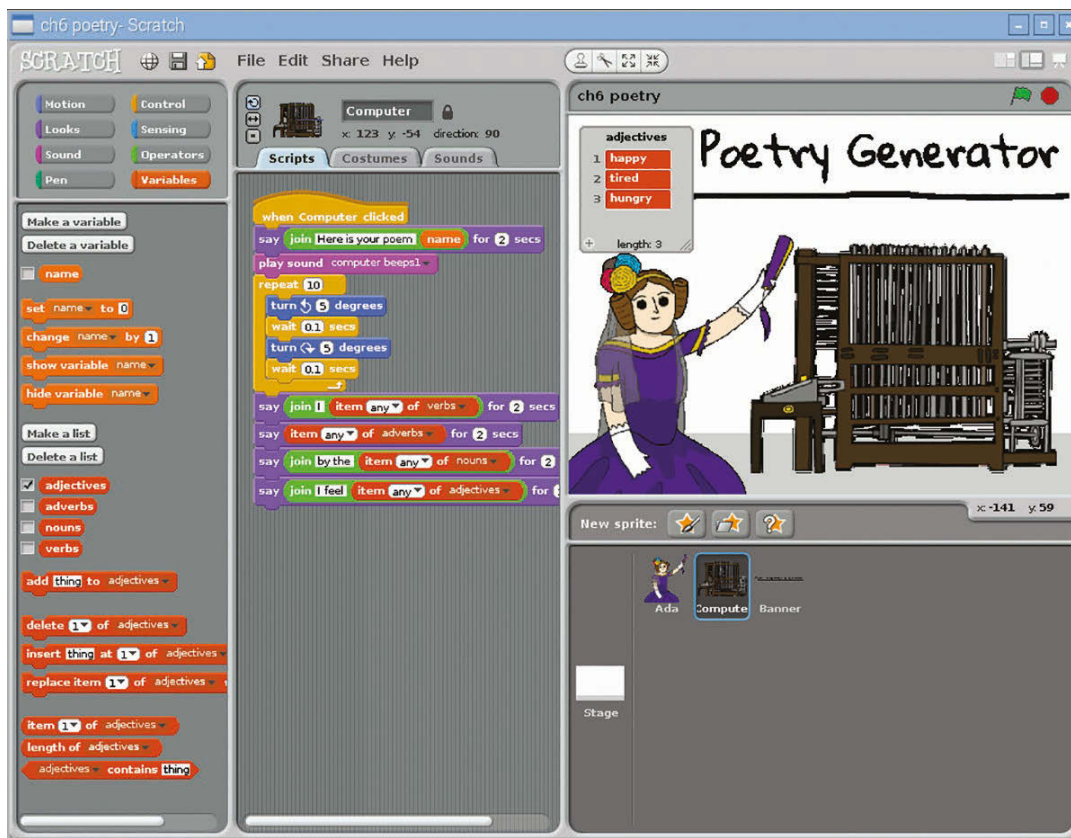 ch6 poetry- Scratch
SCRATCH File Edit Share Help
Motion Control
Looks Sensing
Sound Operators
Pen Variables
Make a variable
Delete a variable
name
set name to 0
change name by 1
show variable name
hide variable name
Make a list
Delete a list
adjectives
adverbs
nouns
verbs
add thing to adjectives
delete 1 of adjectives
insert thing at 1 of adjectives
replace item 1 of adjectives
item 1 of adjectives
length of adjectives
adjectives contains thing
Computer
x: 123 y: -54 direction: 90
Scripts Costumes Sounds
when Computer clicked
say join Here is your poem name for 2 secs
play sound computer beeps1
repeat 10
turn 5 degrees
wait 0.1 secs
turn 5 degrees
wait 0.1 secs
say join I item any of verbs for 2 secs
say item any of adverbs for 2 secs
say join by the item any of nouns for 2
say join I feel item any of adjectives for
ch6 poetry
adjectives
1 happy
2 tired
3 hungry
+ length: 3
Poetry Generator
x: -141 y: 59
New sprite:
Ada Compute Banner
Stage